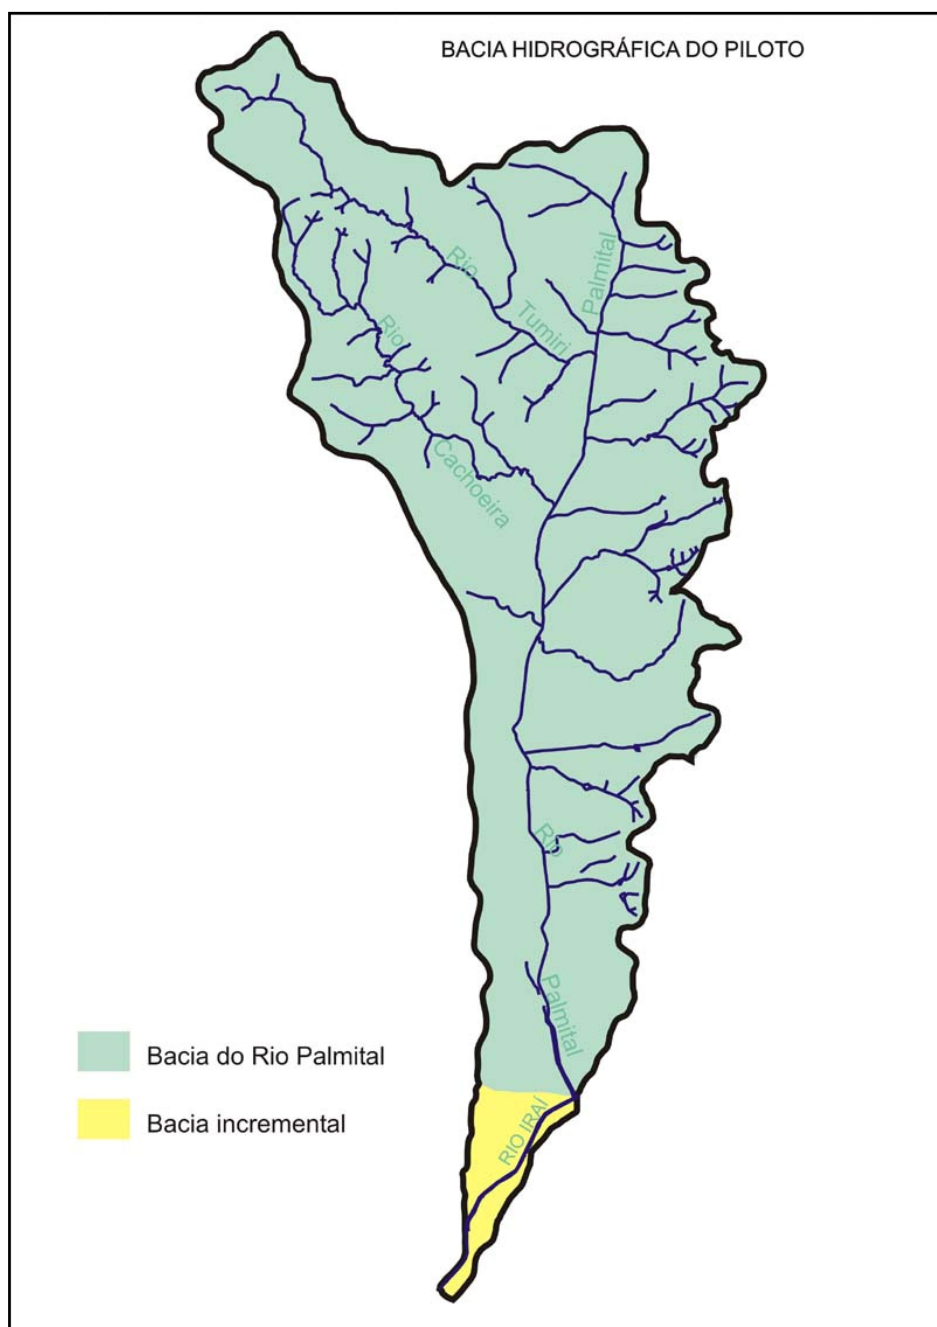 BACIA HIDROGRÁFICA DO PILOTO
Rio
Palmital
Tumiri
Rio
Cachoeira
Rio
Palmital
Bacia do Rio Palmital
RIO IRAÍ
Bacia incremental